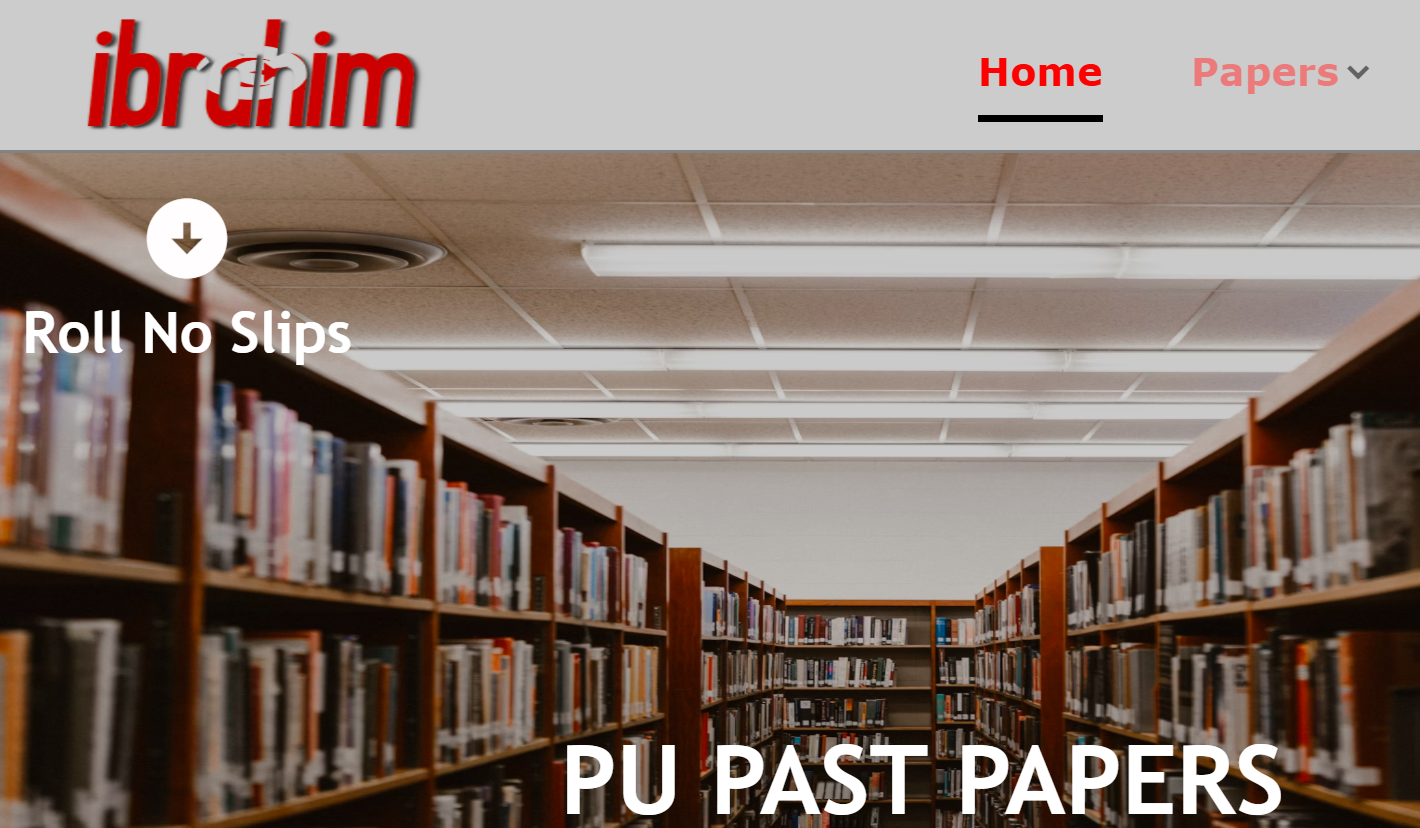 ibrahim
Home
Papers
Roll No Slips
PU PAST PAPERS